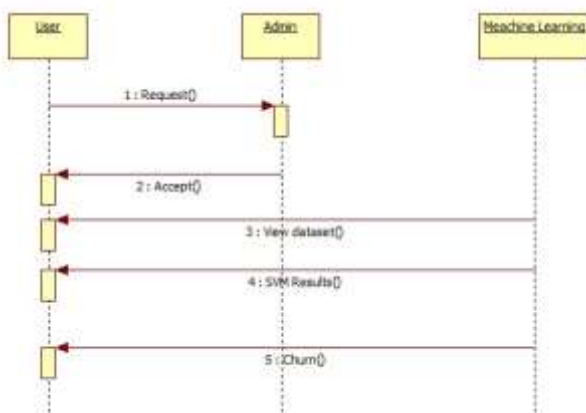 User
Admin
Meachine Learning
1 : Request()
2 : Accept()
3 : View dataset()
4 : SVM Results()
5 : Churn()